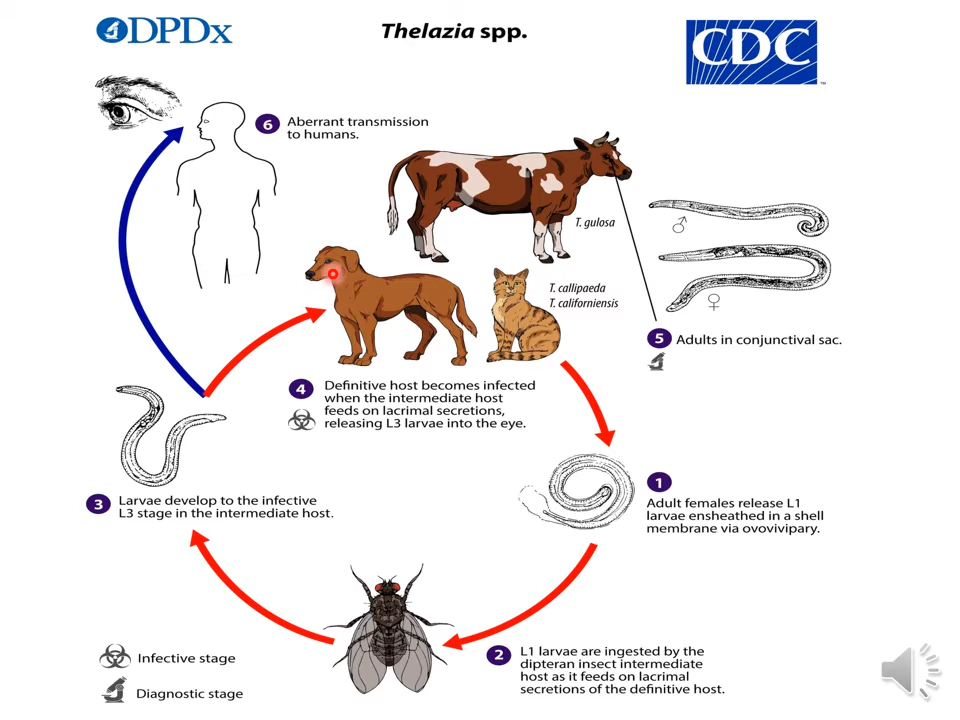 DPDx
Thelazia spp.
CDC
TM
6
Aberrant transmission
to humans.
T. gulosa
♂
T. callipaeda
T. californiensis
♀
5
Adults in conjunctival sac.
4
Definitive host becomes infected
when the intermediate host
feeds on lacrimal secretions,
releasing L3 larvae into the eye.
3
Larvae develop to the infective
L3 stage in the intermediate host.
1
Adult females release L1
larvae ensheathed in a shell
membrane via ovovivipary.
2
L1 larvae are ingested by the
dipteran insect intermediate
host as it feeds on lacrimal
secretions of the definitive host.
Infective stage
Diagnostic stage